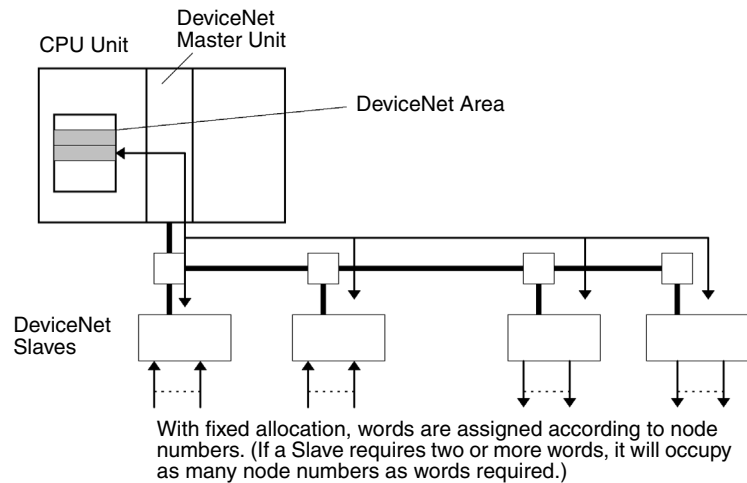 DeviceNet
Master Unit
CPU Unit
DeviceNet Area
DeviceNet
Slaves
With fixed allocation, words are assigned according to node
numbers. (If a Slave requires two or more words, it will occupy
as many node numbers as words required.)